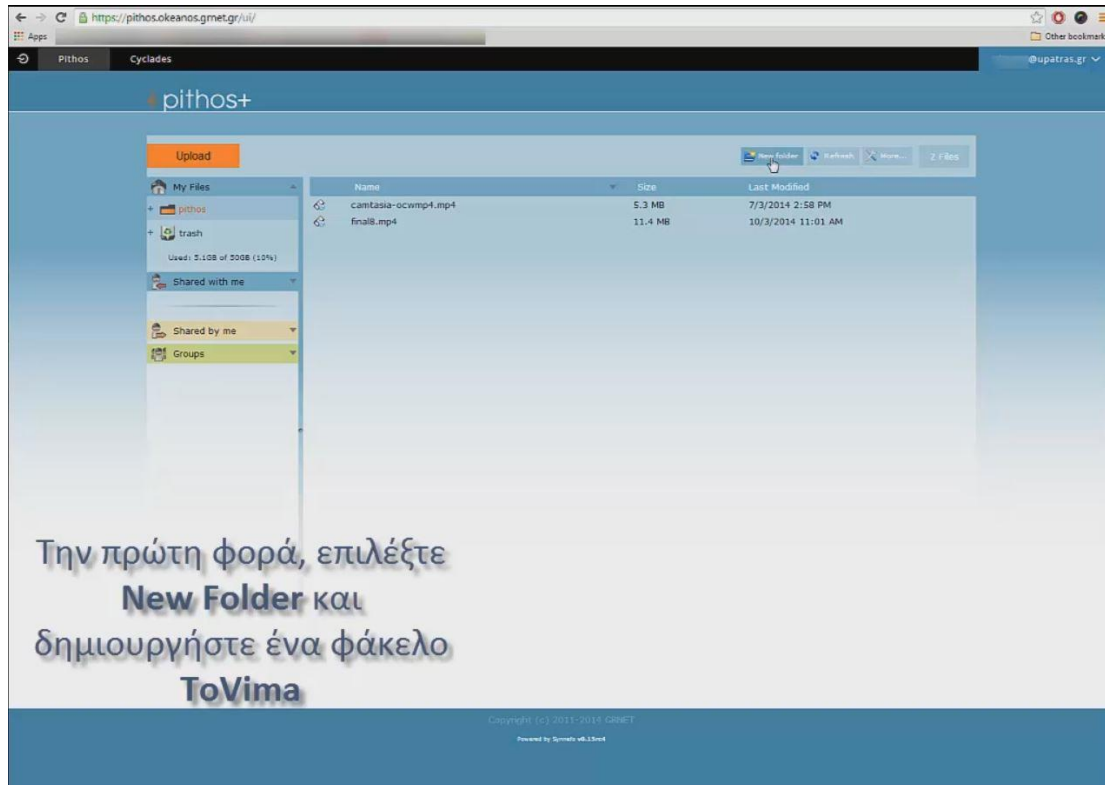 https://pithos.okeanos.grnet.gr/ui/
Apps
Other bookmark
Pithos Cyclades @upatras.gr
pithos+
Upload New folder Refresh More... 2 Files
My Files Name Size Last Modified
pithos camtasia-ocwmp4.mp4 5.3 MB 7/3/2014 2:58 PM
trash final8.mp4 11.4 MB 10/3/2014 11:01 AM
Used: 5.1GB of 50GB (10%)
Shared with me
Shared by me
Groups
Την πρώτη φορά, επιλέξτε
New Folder και
δημιουργήστε ένα φάκελο
ToVima
Copyright (c) 2011-2014 GRNET
Powered by Synnefo